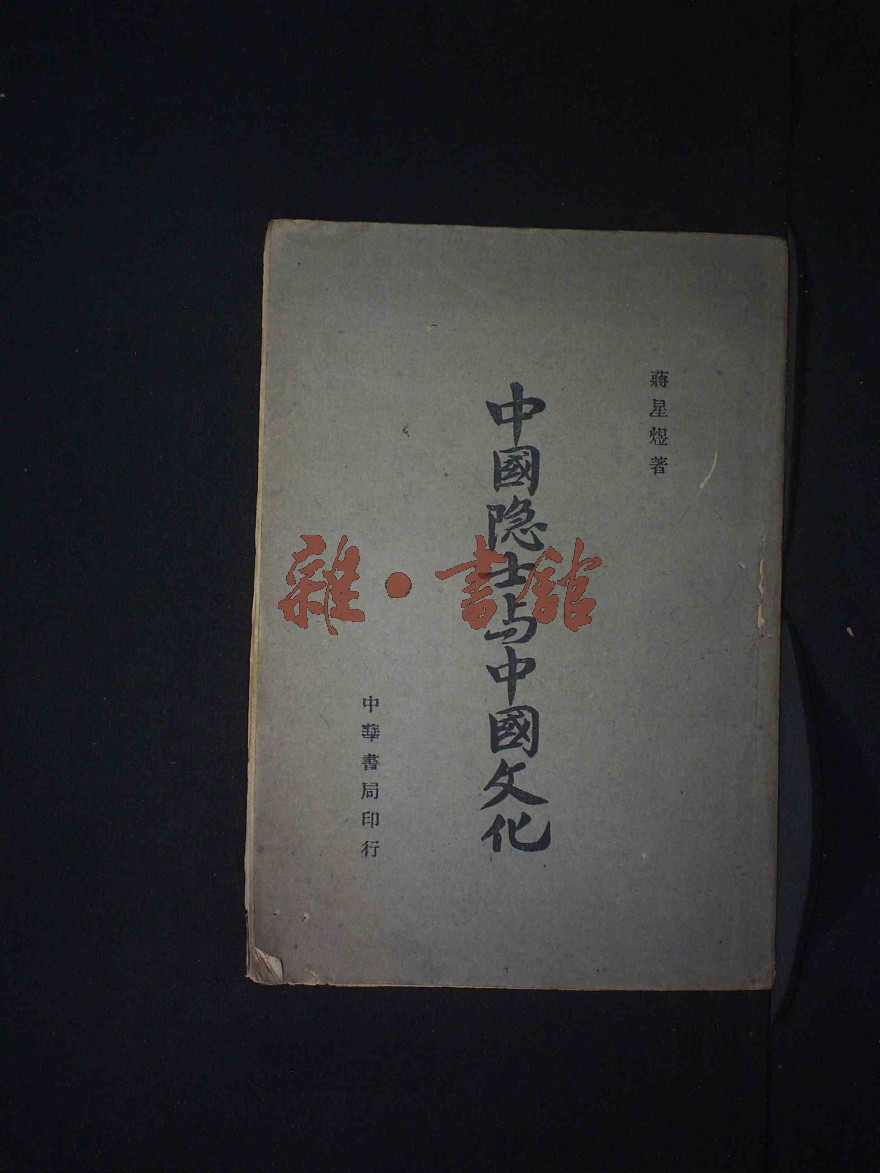 蔣星煜著
中國隐士与中國文化
中華書局印行
雜·書館